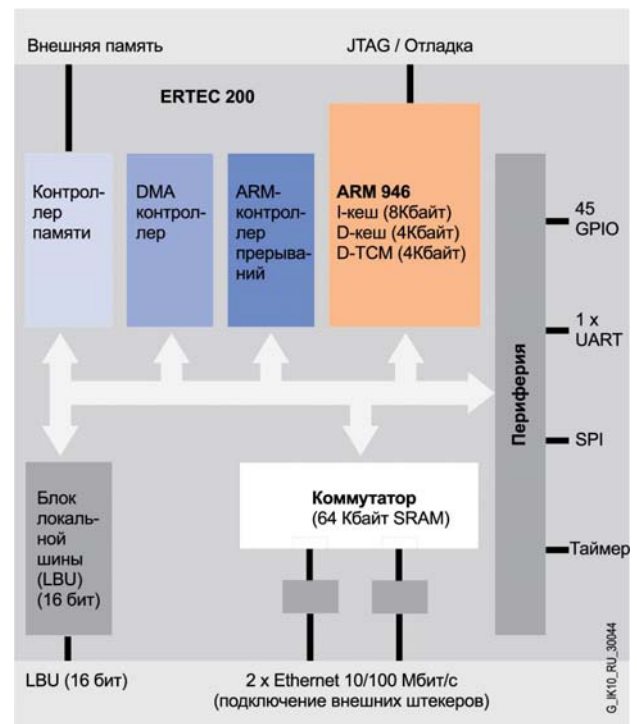 Внешняя память
JTAG / Отладка
ERTEC 200
Контрол-
лер
памяти
DMA
контрол-
лер
ARM-
контрол-
лер
прерыва-
ний
ARM 946
I-кеш (8Кбайт)
D-кеш (4Кбайт)
D-TCM (4Кбайт)
45
GPIO
1 x
UART
SPI
Таймер
Периферия
Блок
локаль-
ной
шины
(LBU)
(16 бит)
Коммутатор
(64 Кбайт SRAM)
LBU (16 бит)
2 x Ethernet 10/100 Мбит/с
(подключение внешних штекеров)
G_IK10_RU_30044